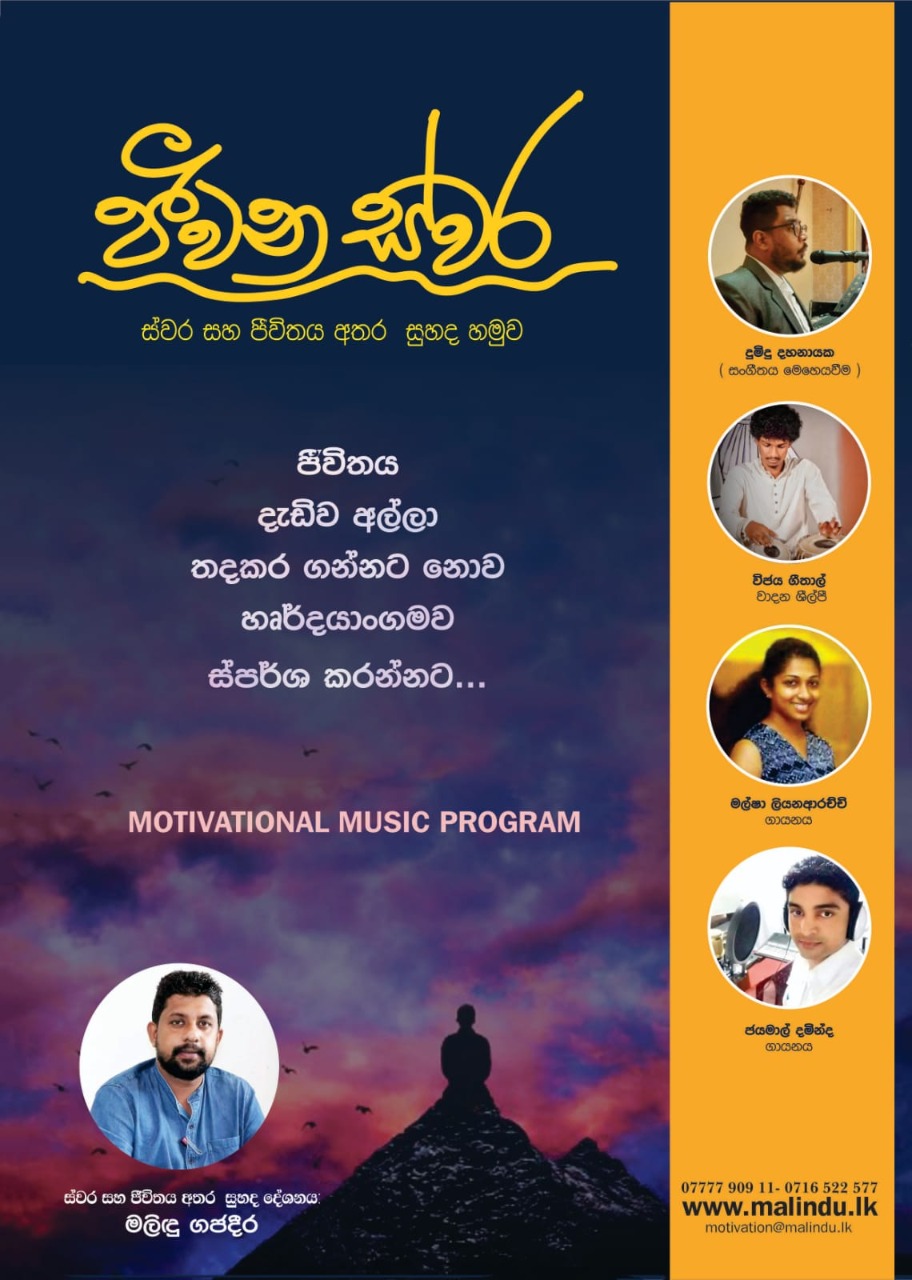 ජීවන ස්වර
ස්වර සහ ජීවිතය අතර සුහද හමුව
ජීවිතය
දැඩිව අල්ලා
තදකර ගන්නට නොව
හෘර්දයාංගමව
ස්පර්ශ කරන්නට...
MOTIVATIONAL MUSIC PROGRAM
ස්වර සහ ජීවිතය අතර සුහද දේශනය:
මලිඳු ගජදීර
දුමිදු දහනායක
( සංගීතය මෙහෙයවීම )
විජය ගීතාල්
වාදන ශිල්පී
මල්ෂා ලියනආරච්චි
ගායනය
ජයමාල් දමින්ද
ගායනය
07777 909 11- 0716 522 577
www.malindu.lk
motivation@malindu.lk